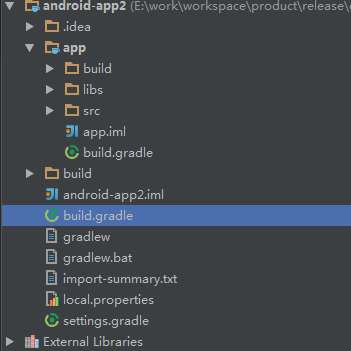 android-app2 (E:\work\workspace\product\release\
.idea
app
build
libs
src
app.iml
build.gradle
build
android-app2.iml
build.gradle
gradlew
gradlew.bat
import-summary.txt
local.properties
settings.gradle
External Libraries